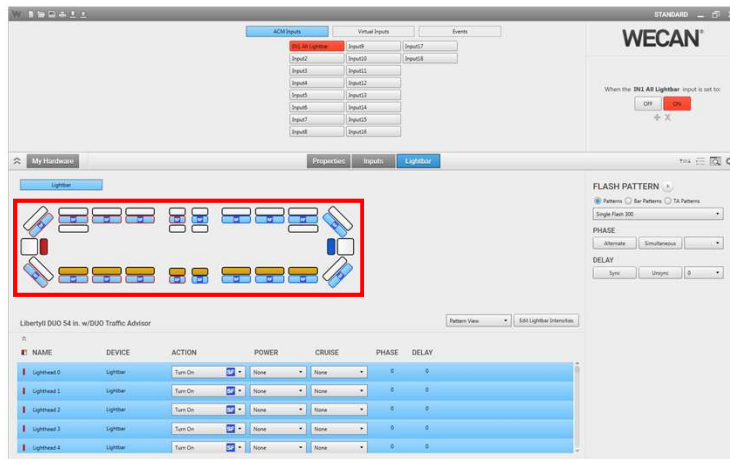 STANDARD
ACM Inputs Virtual Inputs Events
WECAN®
IN1 All Lightbar Input9 Input17
Input2 Input10 Input18
Input3 Input11
Input4 Input12
Input5 Input13
Input6 Input14
Input7 Input15
Input8 Input16
When the IN1 All Lightbar input is set to:
OFF ON
My Hardware Properties Inputs Lightbar
Lightbar
FLASH PATTERN
Patterns Bar Patterns TA Patterns
Single Flash 300
PHASE
Alternate Simultaneous
DELAY
Sync Unsync 0
LibertyII DUO 54 in. w/DUO Traffic Advisor
Pattern View Edit Lightbar Intensities
NAME DEVICE ACTION POWER CRUISE PHASE DELAY
Lighthead 0 Lightbar Turn On SF None None 0 0
Lighthead 1 Lightbar Turn On SF None None 0 0
Lighthead 2 Lightbar Turn On SF None None 0 0
Lighthead 3 Lightbar Turn On SF None None 0 0
Lighthead 4 Lightbar Turn On SF None None 0 0